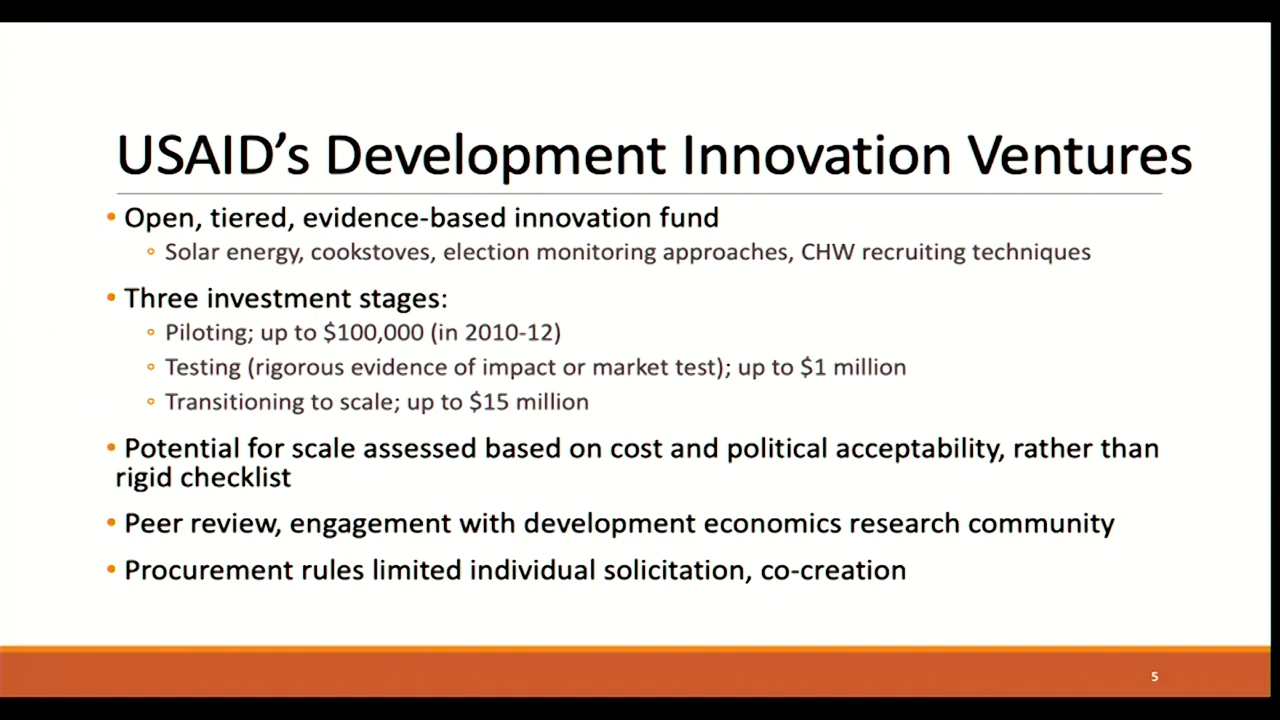 USAID’s Development Innovation Ventures
• Open, tiered, evidence-based innovation fund
◦ Solar energy, cookstoves, election monitoring approaches, CHW recruiting techniques
• Three investment stages:
◦ Piloting; up to $100,000 (in 2010-12)
◦ Testing (rigorous evidence of impact or market test); up to $1 million
◦ Transitioning to scale; up to $15 million
• Potential for scale assessed based on cost and political acceptability, rather than
rigid checklist
• Peer review, engagement with development economics research community
• Procurement rules limited individual solicitation, co-creation
5